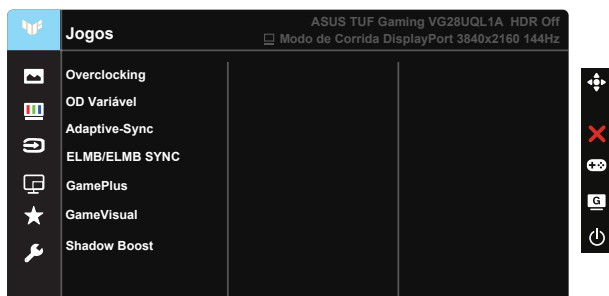 ASUS TUF Gaming VG28UQL1A HDR Off
Jogos
Modo de Corrida DisplayPort 3840x2160 144Hz
Overclocking
OD Variável
Adaptive-Sync
ELMB/ELMB SYNC
GamePlus
GameVisual
Shadow Boost
G